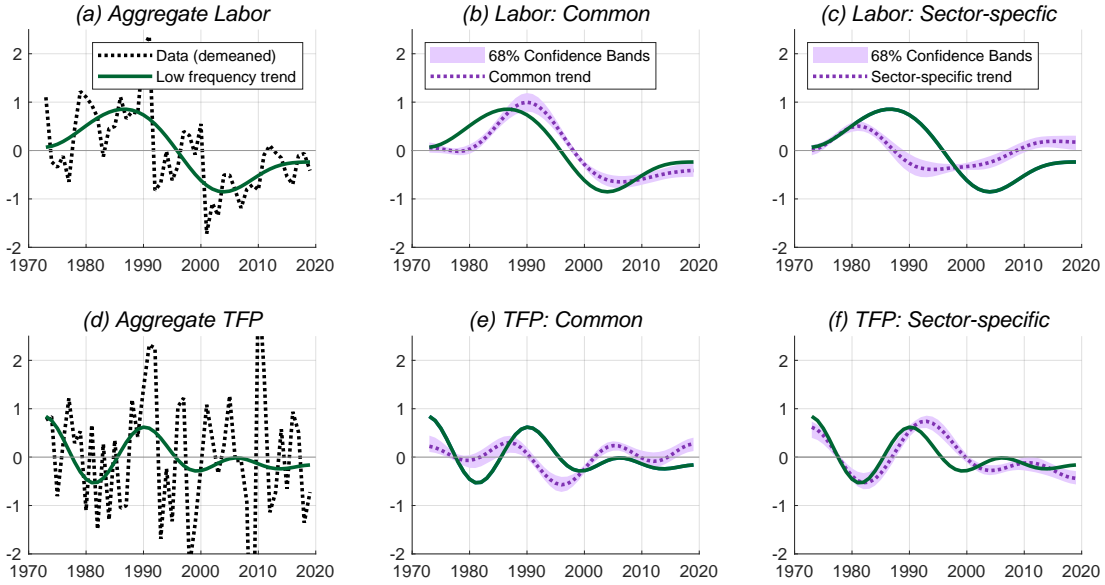 (a) Aggregate Labor
(b) Labor: Common
(c) Labor: Sector-specfic
Data (demeaned)
Low frequency trend
68% Confidence Bands
Common trend
68% Confidence Bands
Sector-specific trend
2
1
0
-1
-2
1970 1980 1990 2000 2010 2020
2
1
0
-1
-2
1970 1980 1990 2000 2010 2020
2
1
0
-1
-2
1970 1980 1990 2000 2010 2020
(d) Aggregate TFP
(e) TFP: Common
(f) TFP: Sector-specific
2
1
0
-1
-2
1970 1980 1990 2000 2010 2020
2
1
0
-1
-2
1970 1980 1990 2000 2010 2020
2
1
0
-1
-2
1970 1980 1990 2000 2010 2020